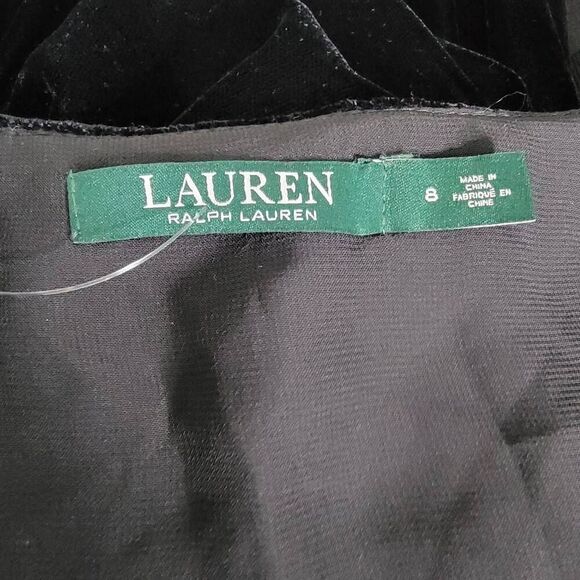 LAUREN
RALPH LAUREN
8
MADE IN
CHINA
FABRIQUÉ EN
CHINE